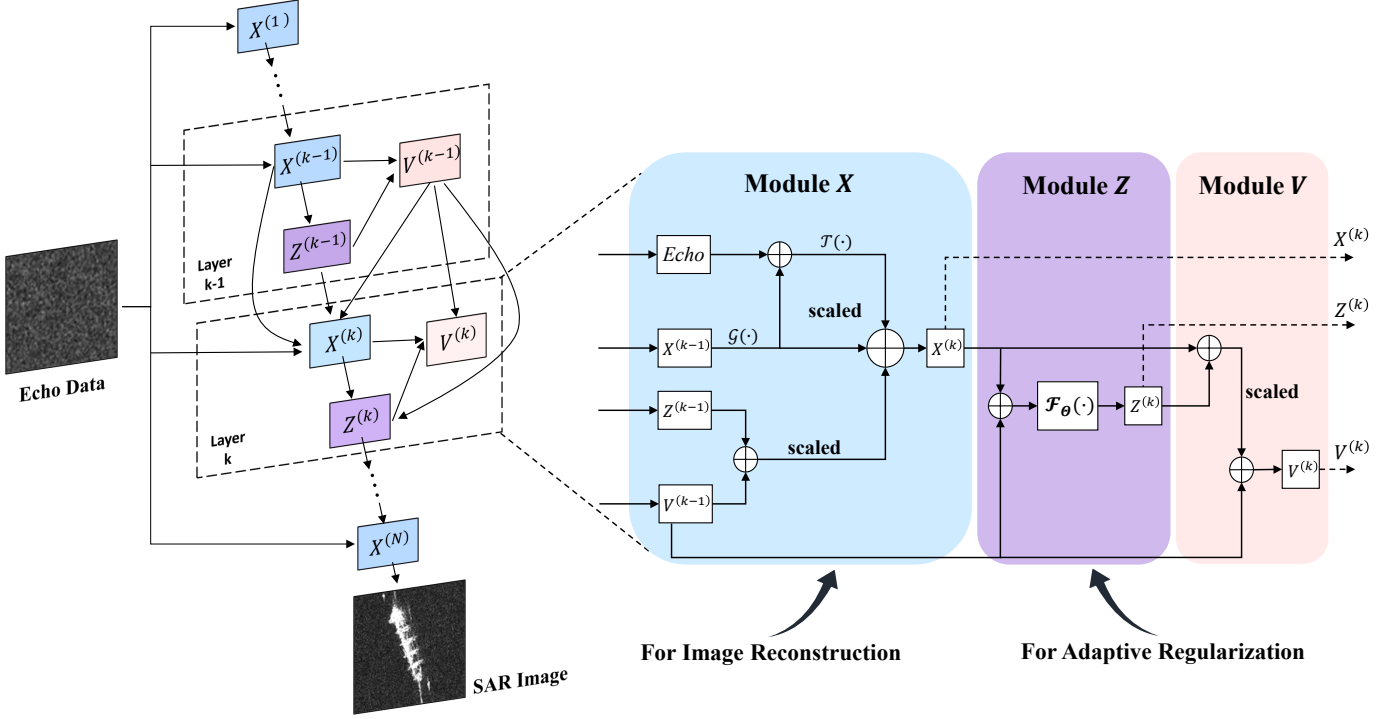 X^{(1)}
X^{(k-1)}
V^{(k-1)}
Z^{(k-1)}
Layer
k-1
X^{(k)}
V^{(k)}
Z^{(k)}
Layer
k
X^{(N)}
Echo Data
SAR Image
Module X
Echo
𝒯(·)
scaled
X^{(k-1)}
𝒢(·)
X^{(k)}
Z^{(k-1)}
scaled
V^{(k-1)}
Module Z
ℱ_Θ(·)
Z^{(k)}
Module V
scaled
V^{(k)}
X^{(k)}
Z^{(k)}
V^{(k)}
For Image Reconstruction
For Adaptive Regularization